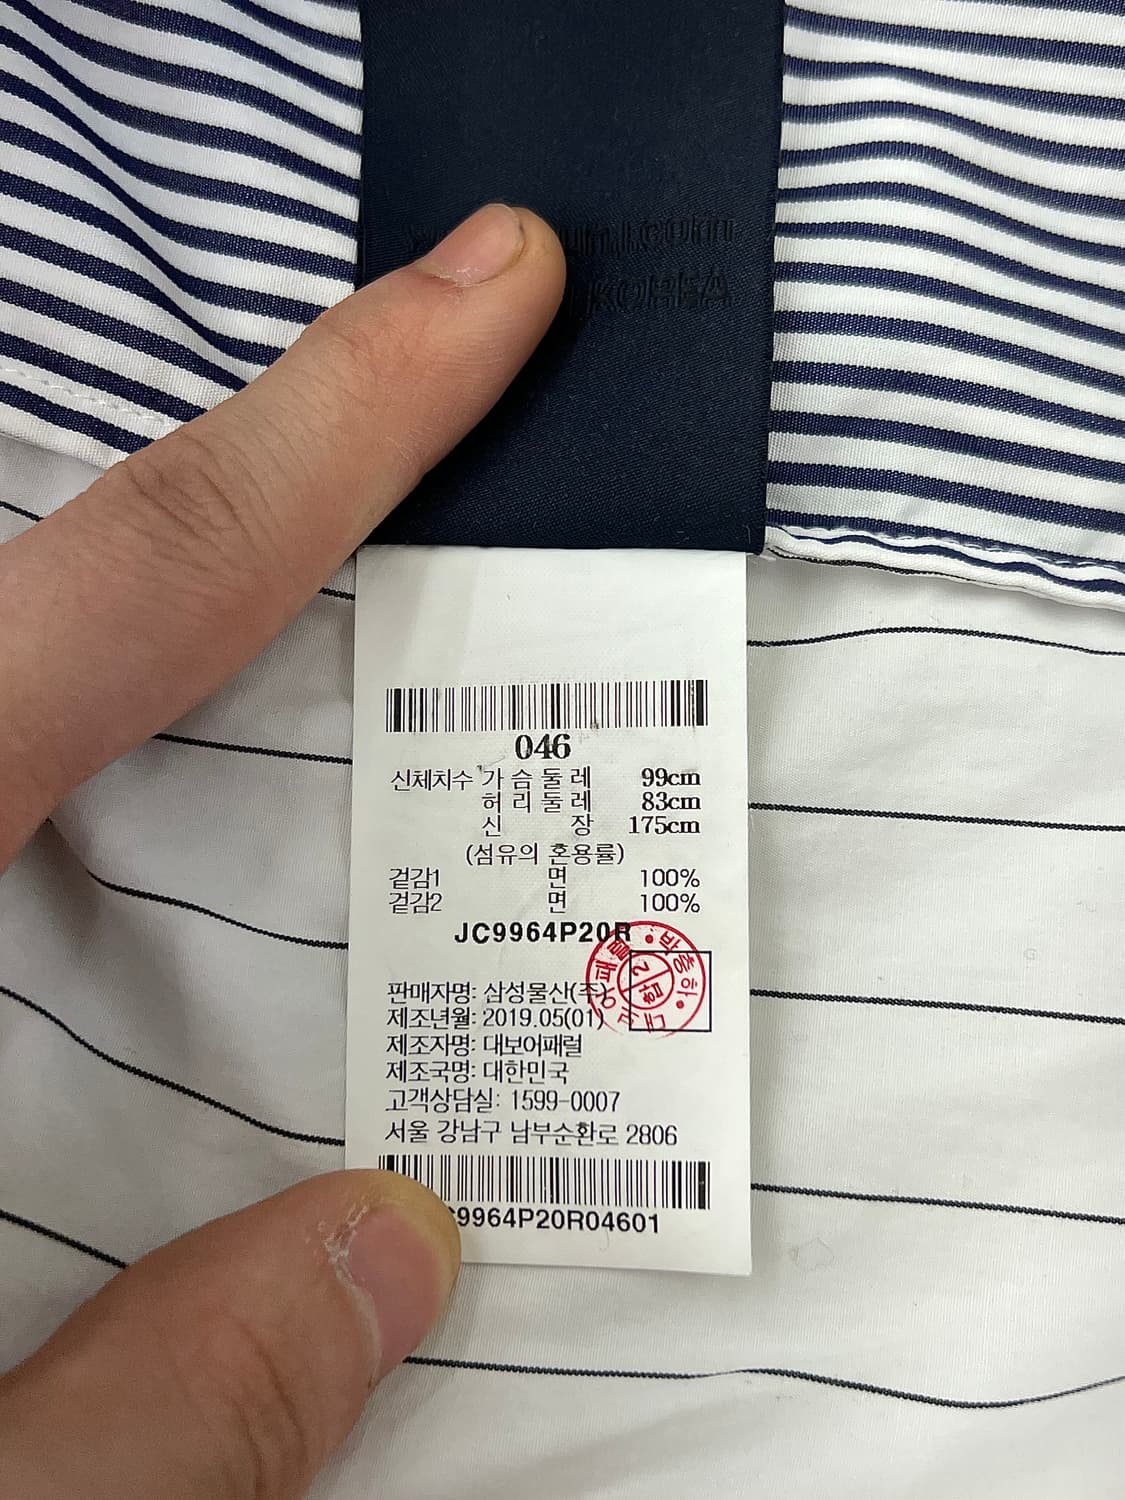 KOREA
046
신체치수 가슴둘레 99cm
허리둘레 83cm
신 장 175cm
(섬유의 혼용률)
겉감1 면 100%
겉감2 면 100%
JC9964P20R
판매자명: 삼성물산(주)
제조년월: 2019.05(01)
제조자명: 대보어패럴
제조국명: 대한민국
고객상담실: 1599-0007
서울 강남구 남부순환로 2806
9964P20R04601